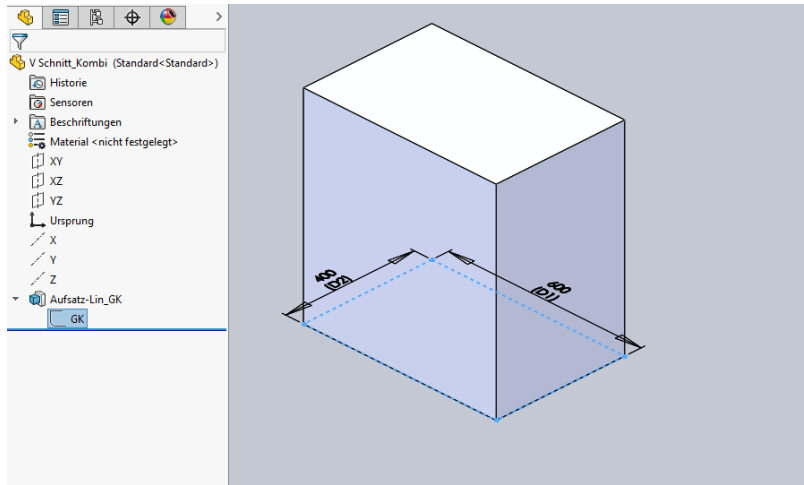 V Schnitt_Kombi (Standard<Standard>)
Historie
Sensoren
Beschriftungen
Material <nicht festgelegt>
XY
XZ
YZ
Ursprung
X
Y
Z
Aufsatz-Lin_GK
GK
400
(D2)
600
(D1)